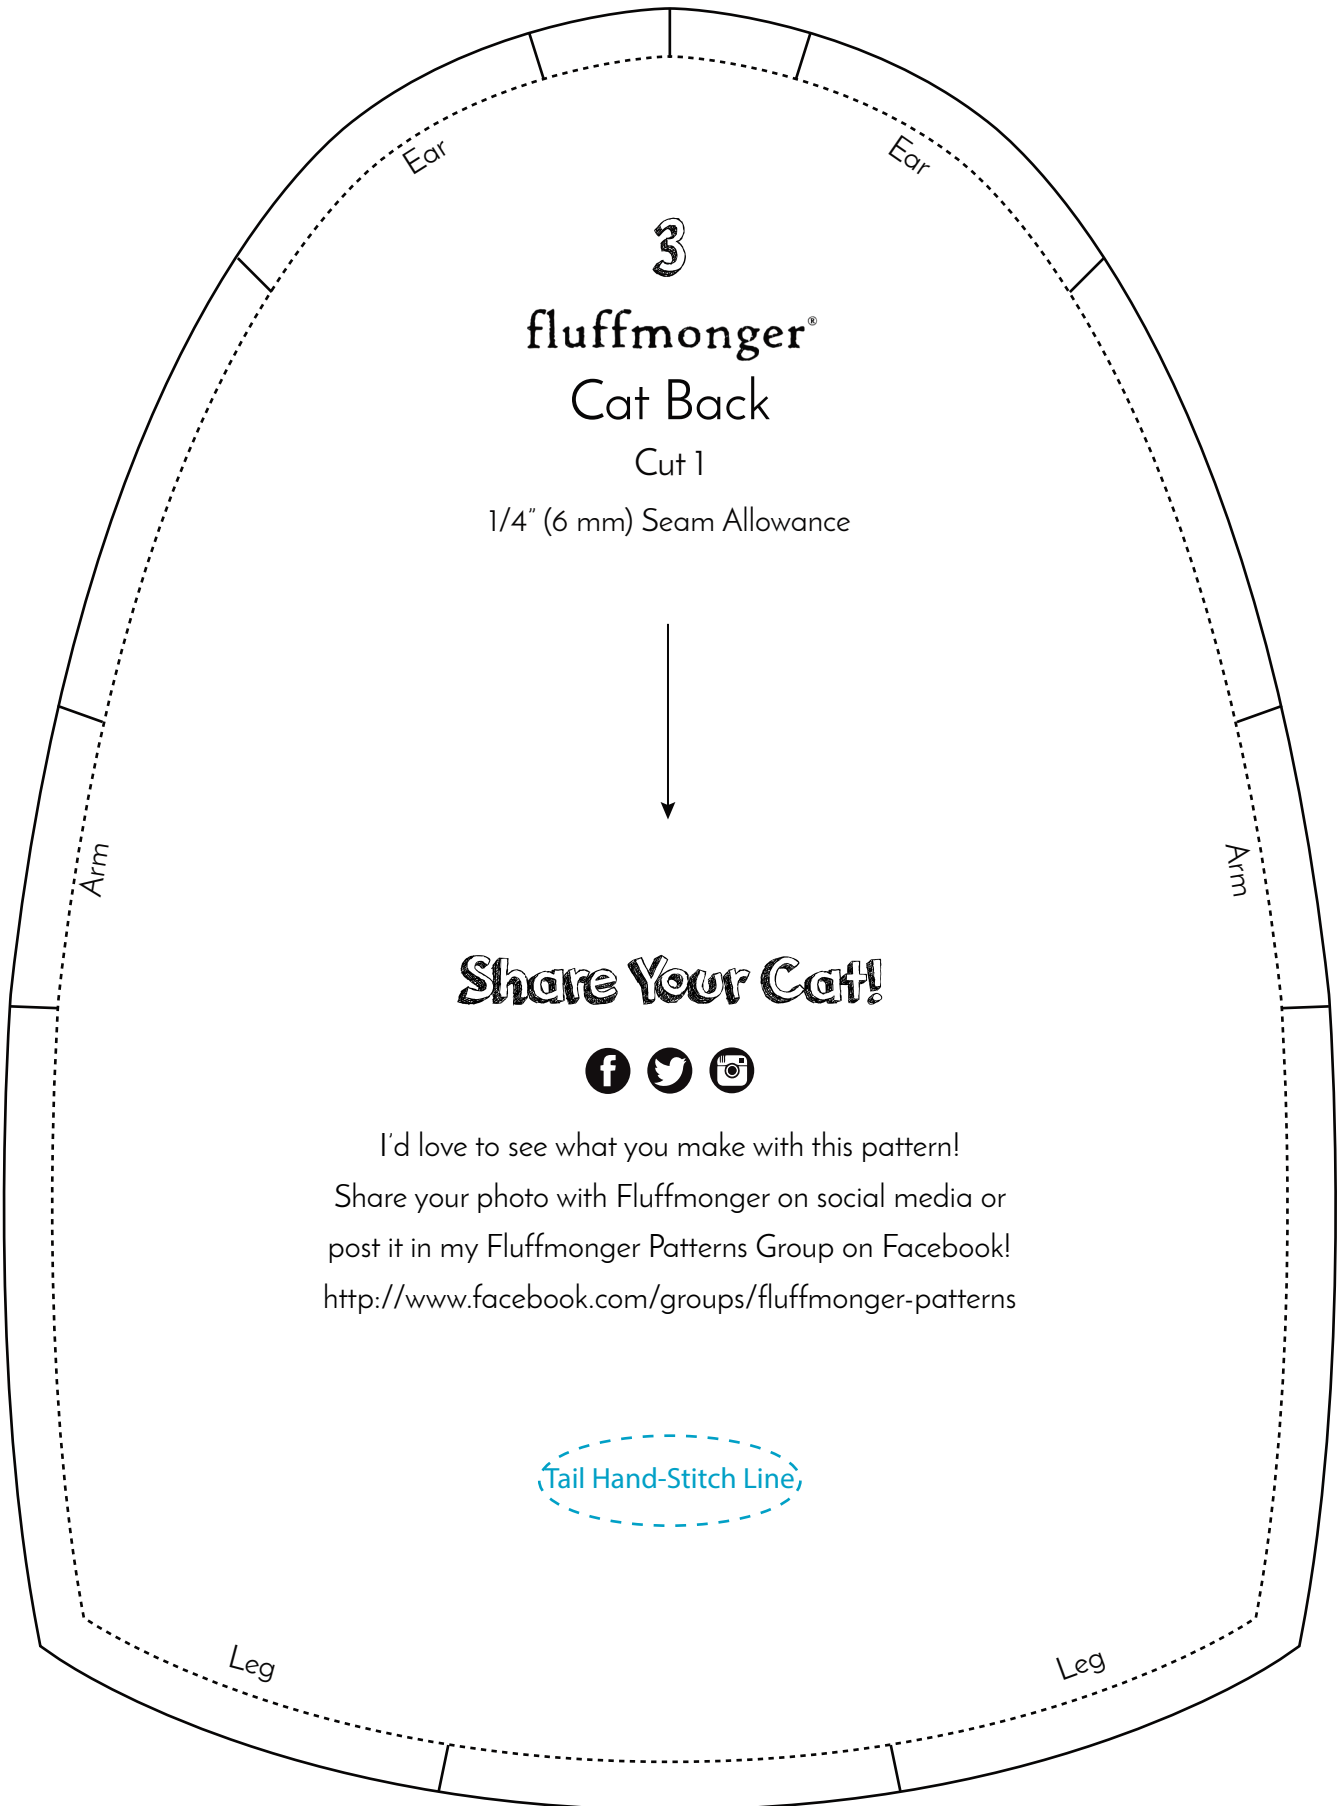 Ear
Ear
3
fluffmonger®
Cat Back
Cut 1
1/4” (6 mm) Seam Allowance
Arm
Arm
Share Your Cat!
I’d love to see what you make with this pattern!
Share your photo with Fluffmonger on social media or
post it in my Fluffmonger Patterns Group on Facebook!
http://www.facebook.com/groups/fluffmonger-patterns
Tail Hand-Stitch Line
Leg
Leg